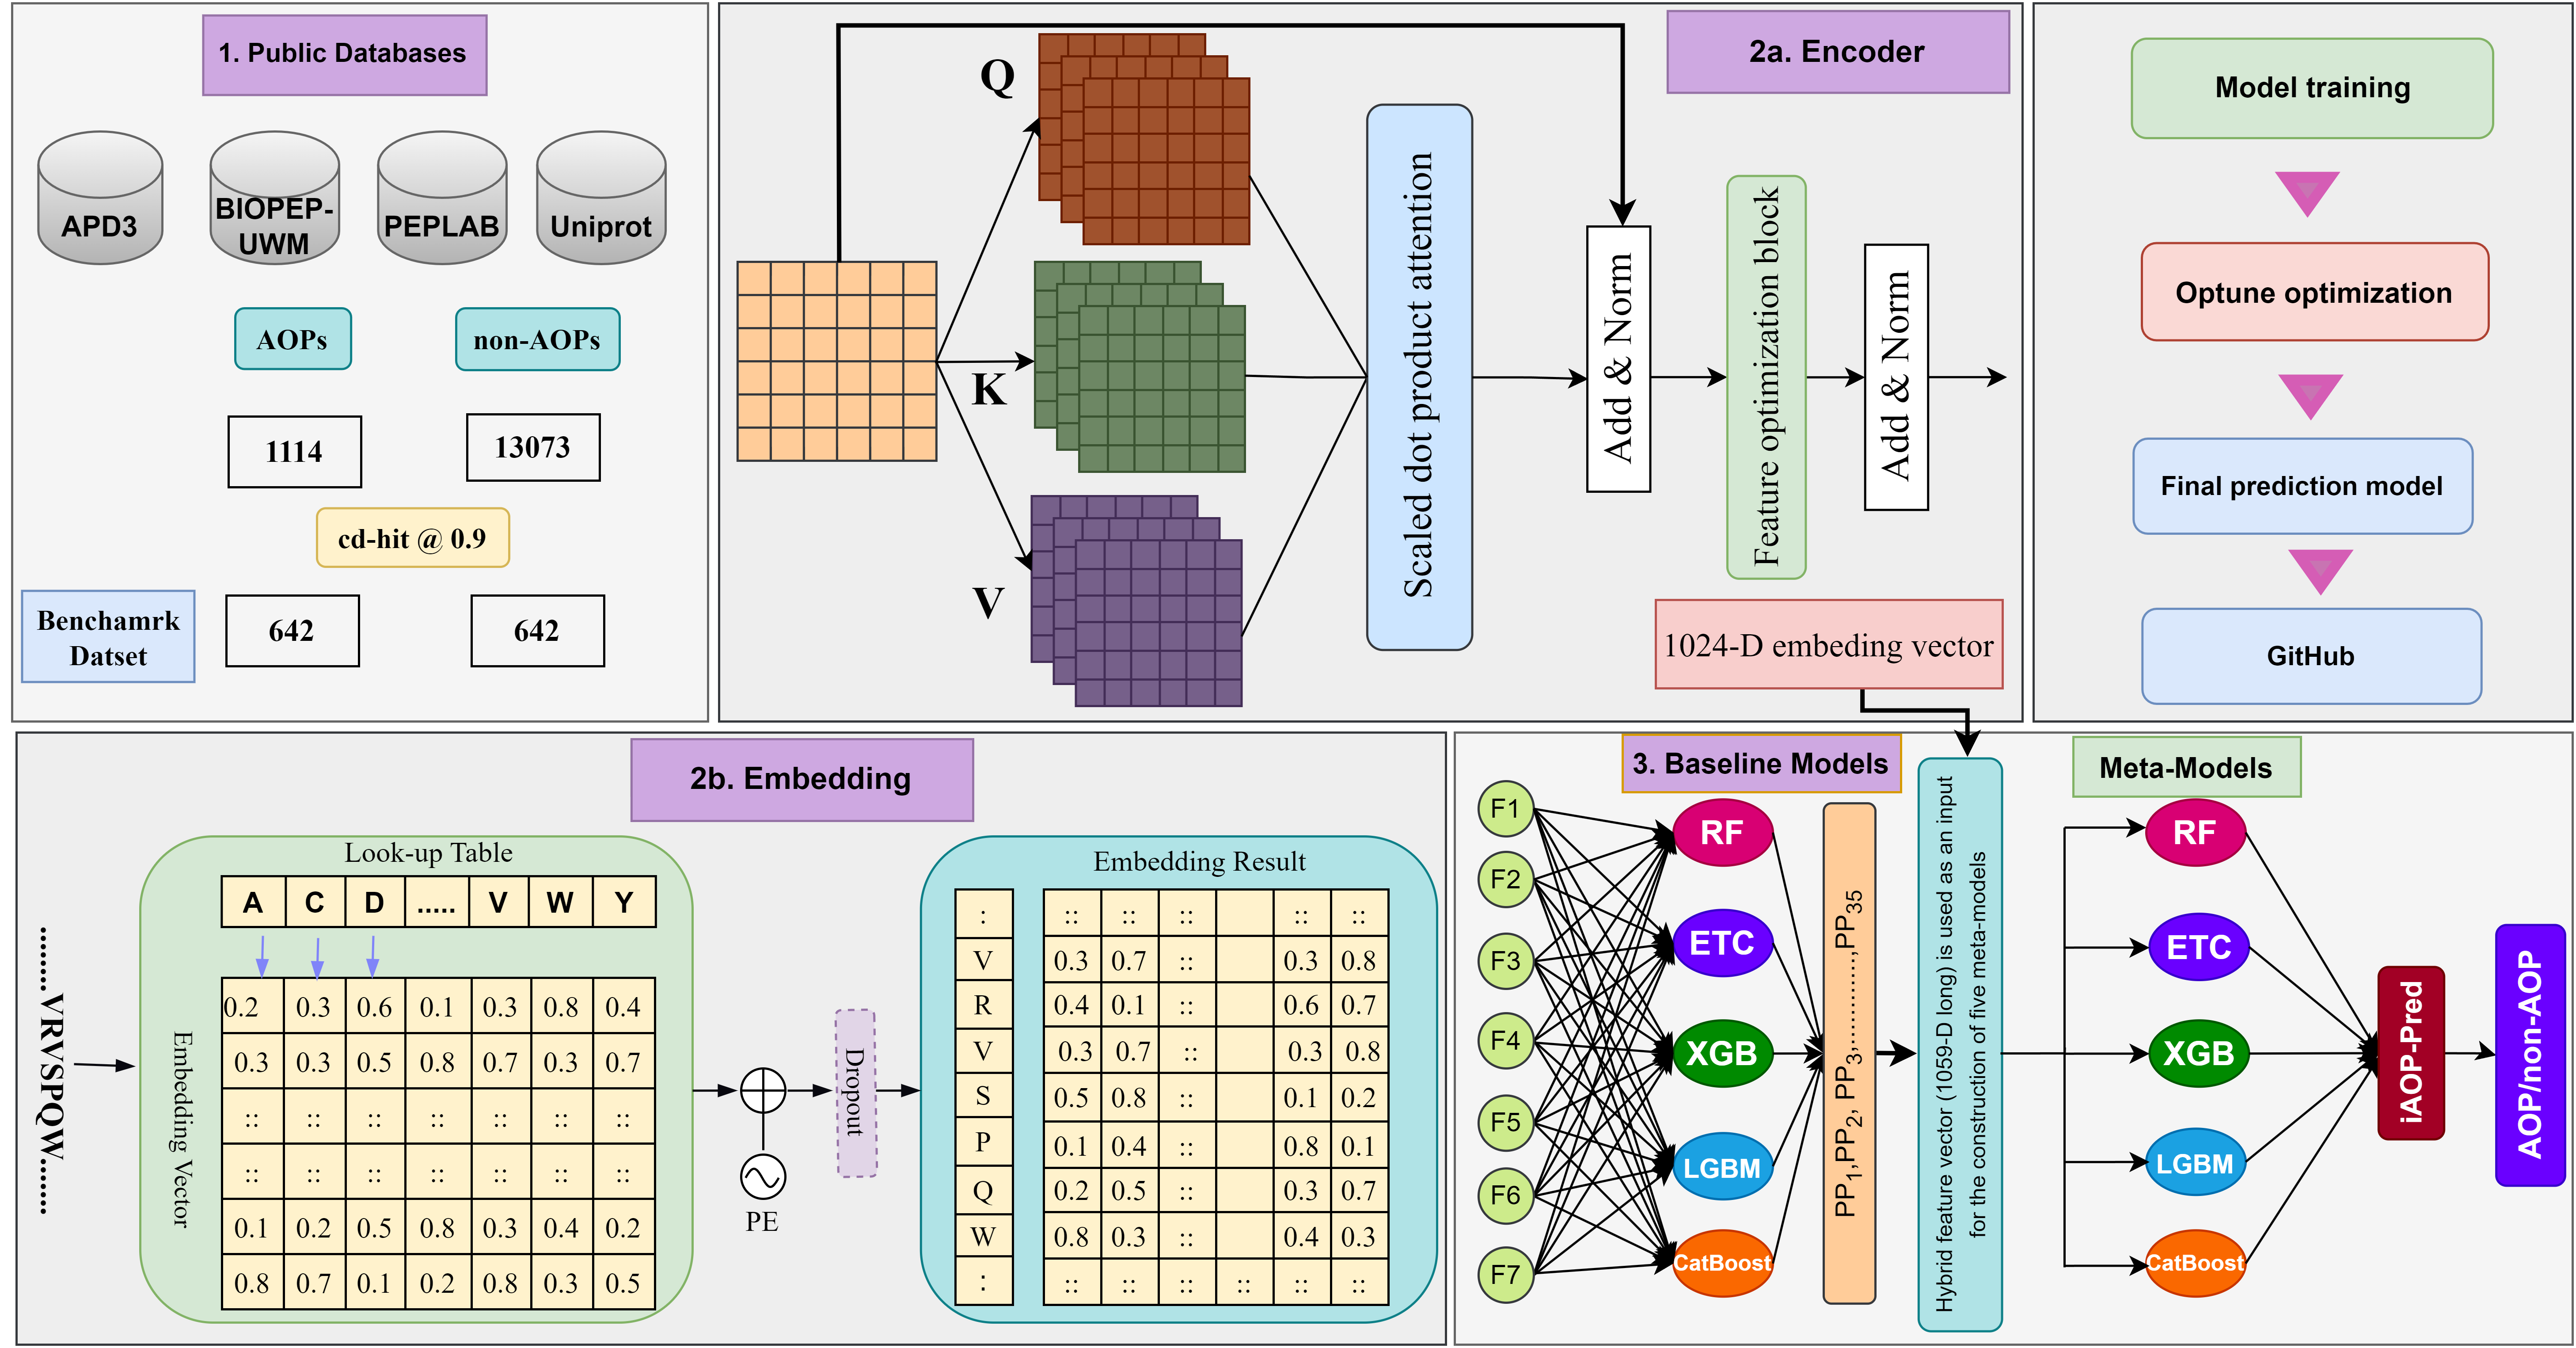 1. Public Databases
APD3
BIOPEP-
UWM
PEPLAB
Uniprot
AOPs
non-AOPs
1114
13073
cd-hit @ 0.9
Benchamrk
Datset
642
642
2a. Encoder
Q
K
V
Scaled dot product attention
Add & Norm
Feature optimization block
Add & Norm
1024-D embeding vector
Model training
Optune optimization
Final prediction model
GitHub
2b. Embedding
.........VRVSPQW........
Look-up Table
Embedding Vector
A C D ..... V W Y
0.2 0.3 0.6 0.1 0.3 0.8 0.4
0.3 0.3 0.5 0.8 0.7 0.3 0.7
:: :: :: :: :: :: ::
:: :: :: :: :: :: ::
0.1 0.2 0.5 0.8 0.3 0.4 0.2
0.8 0.7 0.1 0.2 0.8 0.3 0.5
PE
Dropout
Embedding Result
: :: :: :: :: ::
V 0.3 0.7 :: 0.3 0.8
R 0.4 0.1 :: 0.6 0.7
V 0.3 0.7 :: 0.3 0.8
S 0.5 0.8 :: 0.1 0.2
P 0.1 0.4 :: 0.8 0.1
Q 0.2 0.5 :: 0.3 0.7
W 0.8 0.3 :: 0.4 0.3
: :: :: :: :: :: ::
3. Baseline Models
F1
F2
F3
F4
F5
F6
F7
RF
ETC
XGB
LGBM
CatBoost
PP1,PP2, PP3,............,PP35
Hybrid feature vector (1059-D long) is used as an input
for the construction of five meta-models
Meta-Models
RF
ETC
XGB
LGBM
CatBoost
iAOP-Pred
AOP/non-AOP